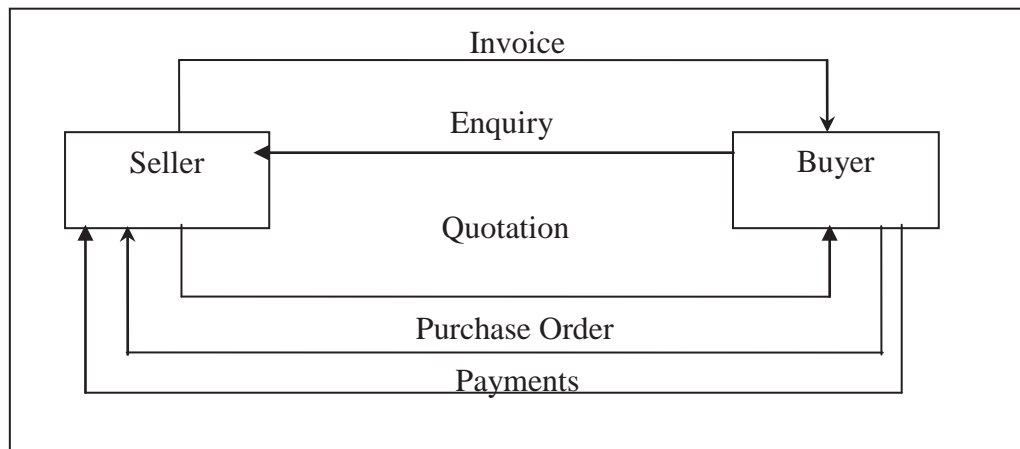 Invoice
Enquiry
Seller
Buyer
Quotation
Purchase Order
Payments